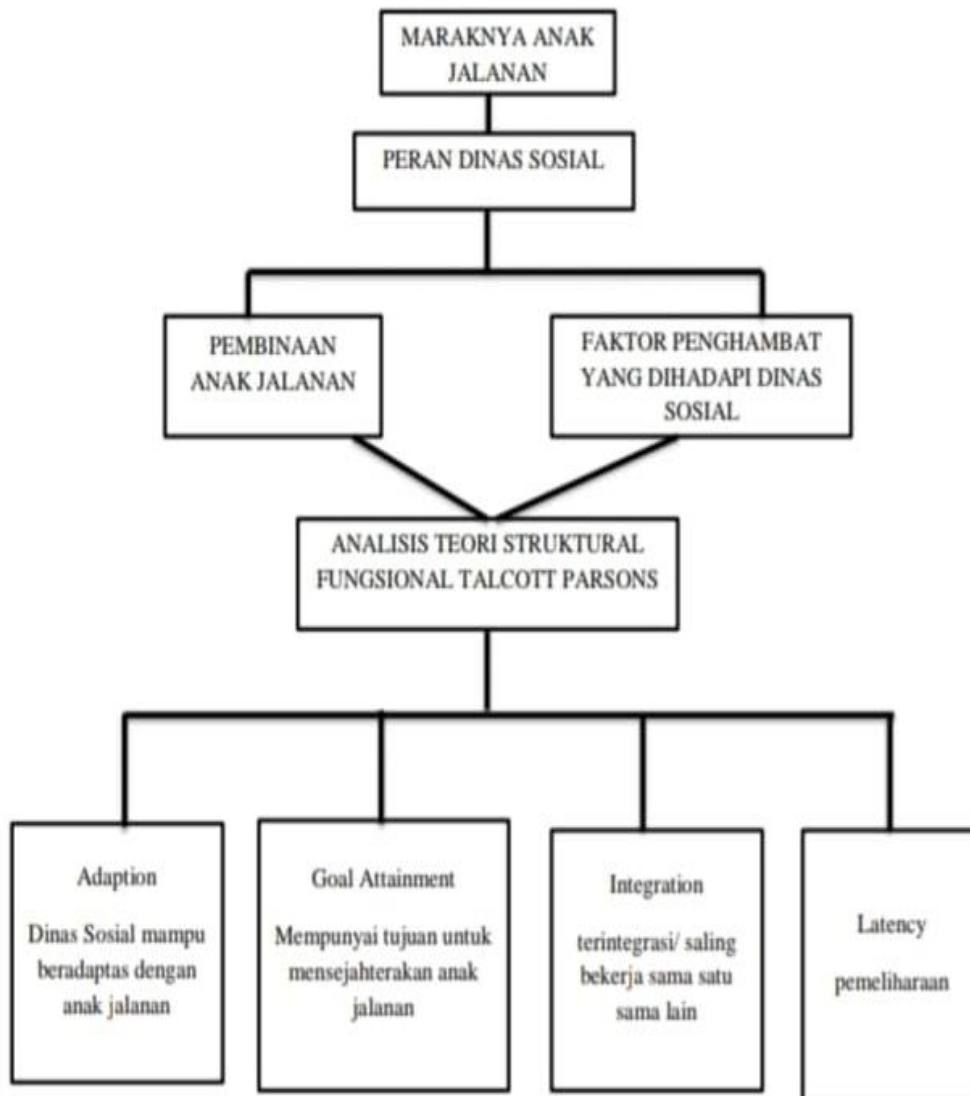 MARAKNYA ANAK
JALANAN
PERAN DINAS SOSIAL
PEMBINAAN
ANAK JALANAN
FAKTOR PENGHAMBAT
YANG DIHADAPI DINAS
SOSIAL
ANALISIS TEORI STRUKTURAL
FUNGSIONAL TALCOTT PARSONS
Adaption
Dinas Sosial mampu
beradaptas dengan
anak jalanan
Goal Attainment
Mempunyai tujuan untuk
mensejahterakan anak
jalanan
Integration
terintegrasi/ saling
bekerja sama satu
sama lain
Latency
pemeliharaan